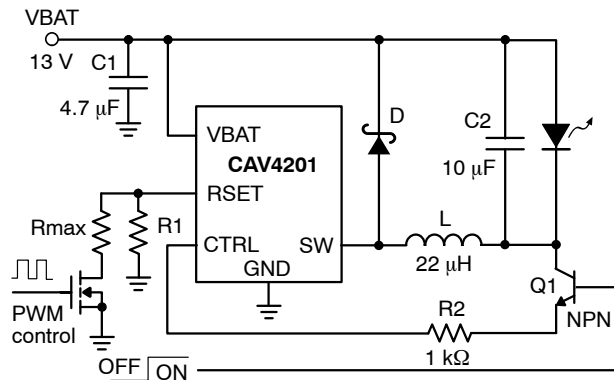 VBAT
13 V
C1
4.7 μF
VBAT
CAV4201
RSET
CTRL
SW
GND
D
C2
10 μF
L
22 μH
Rmax
R1
PWM
control
Q1
NPN
R2
1 kΩ
OFF ON